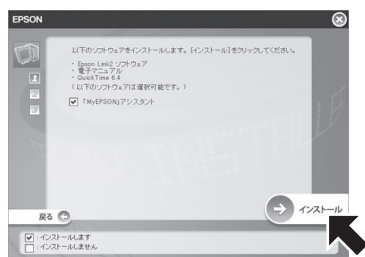 EPSON
以下のソフトウェアをインストールします。[インストール]をクリックしてください。
・Epson Link2 ソフトウェア
・電子マニュアル
・QuickTime 6.4
(以下のソフトウェアは選択可能です。)
「MyEPSON」アシスタント
1
2
3
戻る
インストール
:インストールします
:インストールしません